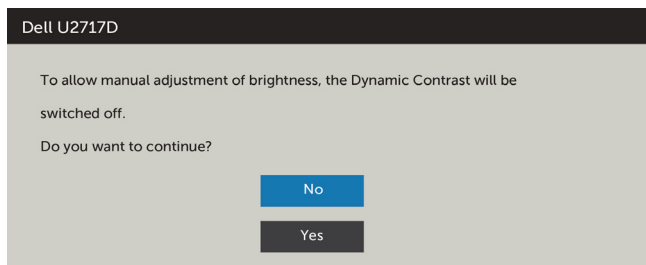 Dell U2717D
To allow manual adjustment of brightness, the Dynamic Contrast will be
switched off.
Do you want to continue?
No
Yes